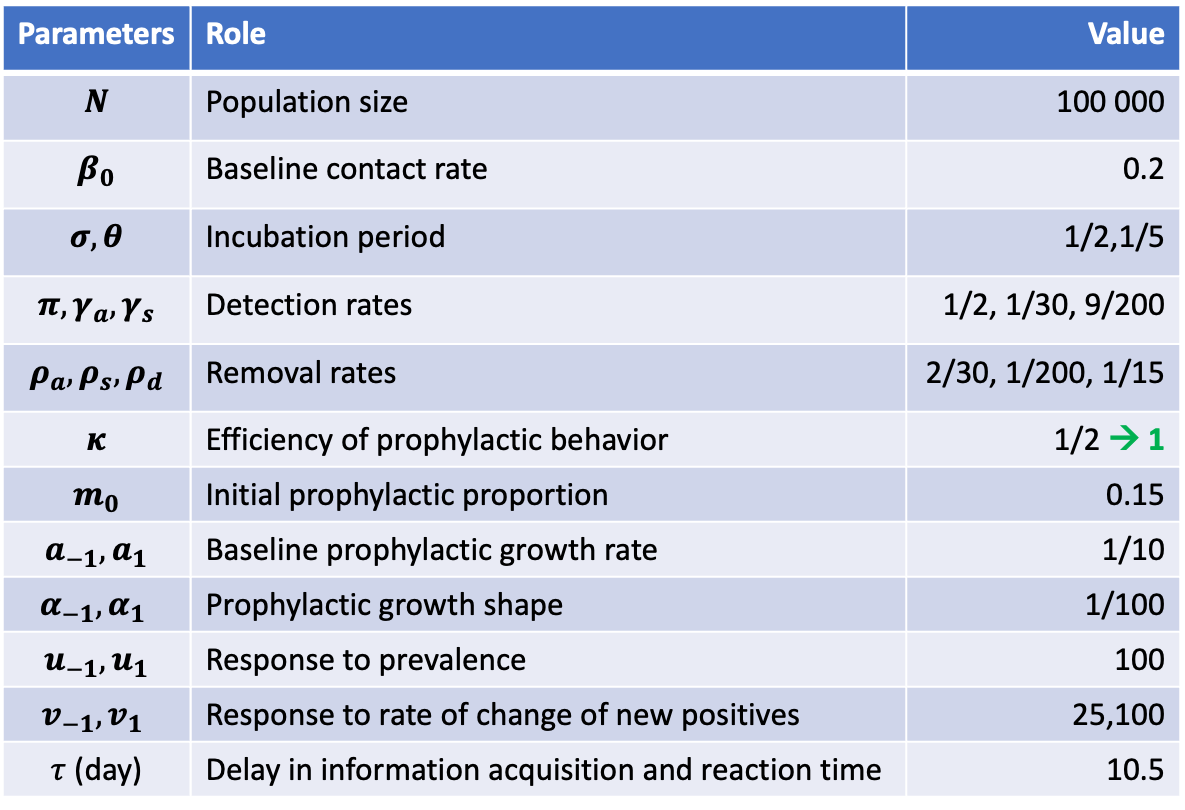 Parameters Role Value
N Population size 100 000
β₀ Baseline contact rate 0.2
σ, θ Incubation period 1/2,1/5
π, γₐ, γₛ Detection rates 1/2, 1/30, 9/200
ρₐ, ρₛ, ρ_d Removal rates 2/30, 1/200, 1/15
κ Efficiency of prophylactic behavior 1/2 → 1
m₀ Initial prophylactic proportion 0.15
a₋₁, a₁ Baseline prophylactic growth rate 1/10
α₋₁, α₁ Prophylactic growth shape 1/100
u₋₁, u₁ Response to prevalence 100
v₋₁, v₁ Response to rate of change of new positives 25,100
τ (day) Delay in information acquisition and reaction time 10.5